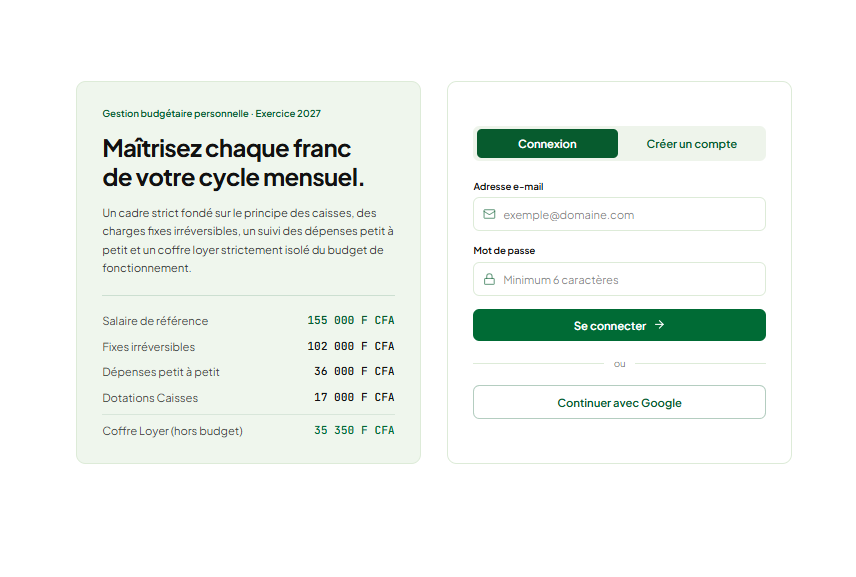 Gestion budgétaire personnelle · Exercice 2027
Maîtrisez chaque franc
de votre cycle mensuel.
Un cadre strict fondé sur le principe des caisses, des
charges fixes irréversibles, un suivi des dépenses petit à
petit et un coffre loyer strictement isolé du budget de
fonctionnement.
Salaire de référence 155 000 F CFA
Fixes irréversibles 102 000 F CFA
Dépenses petit à petit 36 000 F CFA
Dotations Caisses 17 000 F CFA
Coffre Loyer (hors budget) 35 350 F CFA
Connexion Créer un compte
Adresse e-mail
exemple@domaine.com
Mot de passe
Minimum 6 caractères
Se connecter →
ou
Continuer avec Google